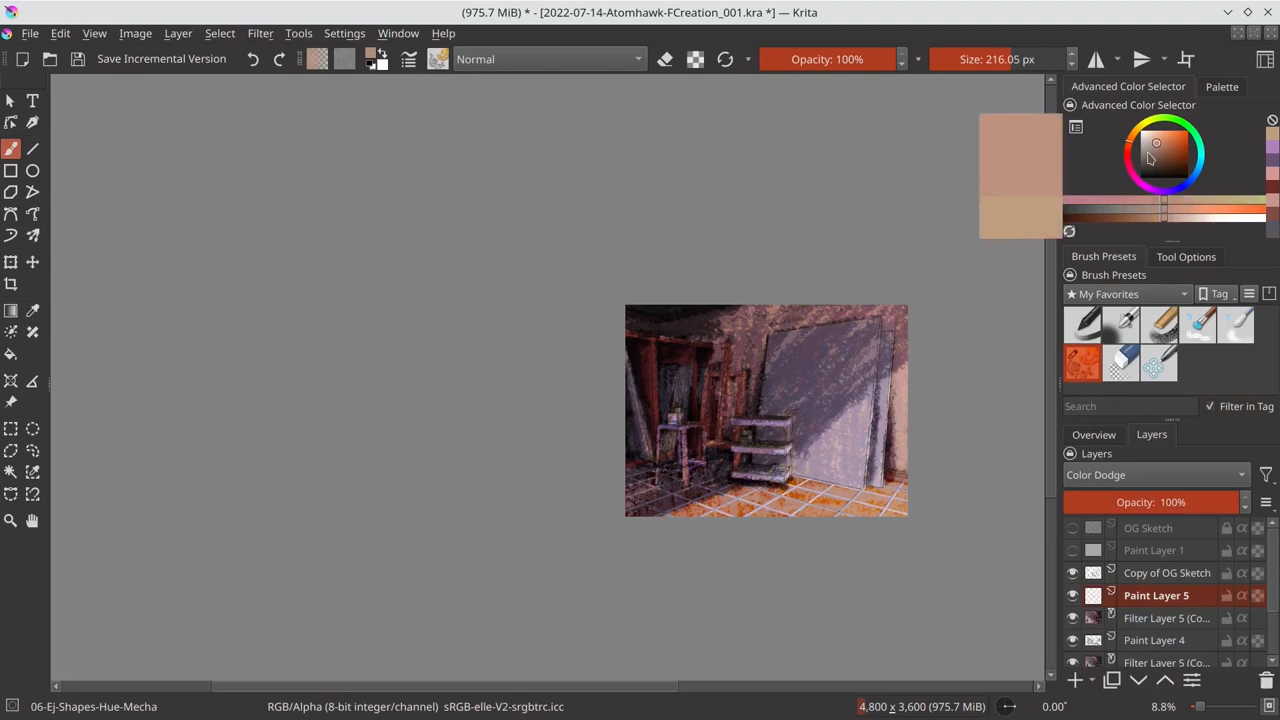 (975.7 MiB) * - [2022-07-14-Atomhawk-FCreation_001.kra *] — Krita
File Edit View Image Layer Select Filter Tools Settings Window Help
Save Incremental Version Normal Opacity: 100% Size: 216.05 px
Advanced Color Selector Palette
Advanced Color Selector
Brush Presets Tool Options
Brush Presets
★ My Favorites Tag
Search Filter in Tag
Overview Layers
Layers
Color Dodge
Opacity: 100%
OG Sketch
Paint Layer 1
Copy of OG Sketch
Paint Layer 5
Filter Layer 5 (Co...
Paint Layer 4
Filter Layer 5 (Co...
06-Ej-Shapes-Hue-Mecha RGB/Alpha (8-bit integer/channel) sRGB-elle-V2-srgbtrc.icc 4,800 x 3,600 (975.7 MiB) 0.00° 8.8%